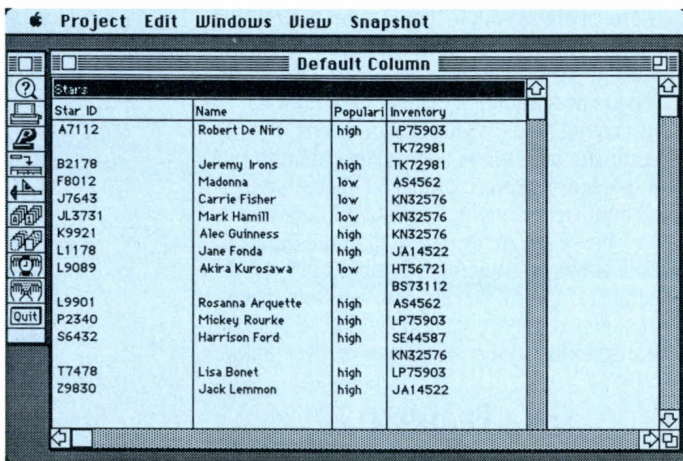 Project Edit Windows View Snapshot
Default Column
Stars
Star ID Name Populari Inventory
A7112 Robert De Niro high LP75903
TK72981
B2178 Jeremy Irons high TK72981
F8012 Madonna low AS4562
J7643 Carrie Fisher low KN32576
JL3731 Mark Hamill low KN32576
K9921 Alec Guinness high KN32576
L1178 Jane Fonda high JA14522
L9089 Akira Kurosawa low HT56721
BS73112
L9901 Rosanna Arquette high AS4562
P2340 Mickey Rourke high LP75903
S6432 Harrison Ford high SE44587
KN32576
T7478 Lisa Bonet high LP75903
Z9830 Jack Lemmon high JA14522
Quit